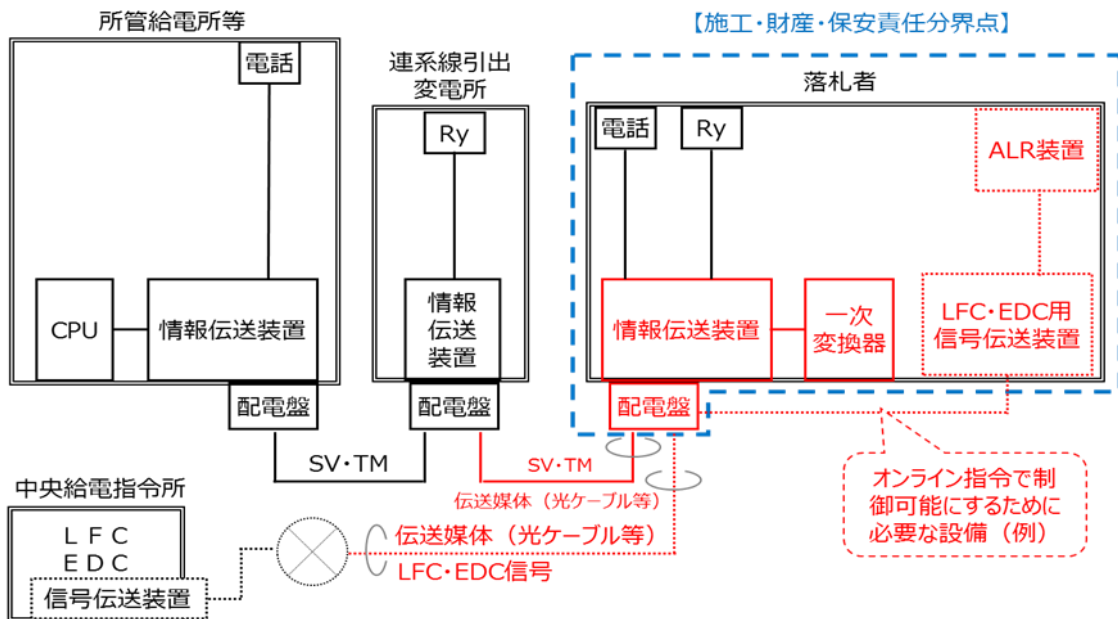 所管給電所等
電話
CPU
情報伝送装置
配電盤
連系線引出
変電所
Ry
情報
伝送
装置
配電盤
【施工・財産・保安責任分界点】
落札者
電話
Ry
ALR装置
情報伝送装置
一次
変換器
LFC・EDC用
信号伝送装置
配電盤
SV・TM
SV・TM
伝送媒体（光ケーブル等）
オンライン指令で制
御可能にするために
必要な設備（例）
中央給電指令所
ＬＦＣ
ＥＤＣ
信号伝送装置
伝送媒体（光ケーブル等）
LFC・EDC信号